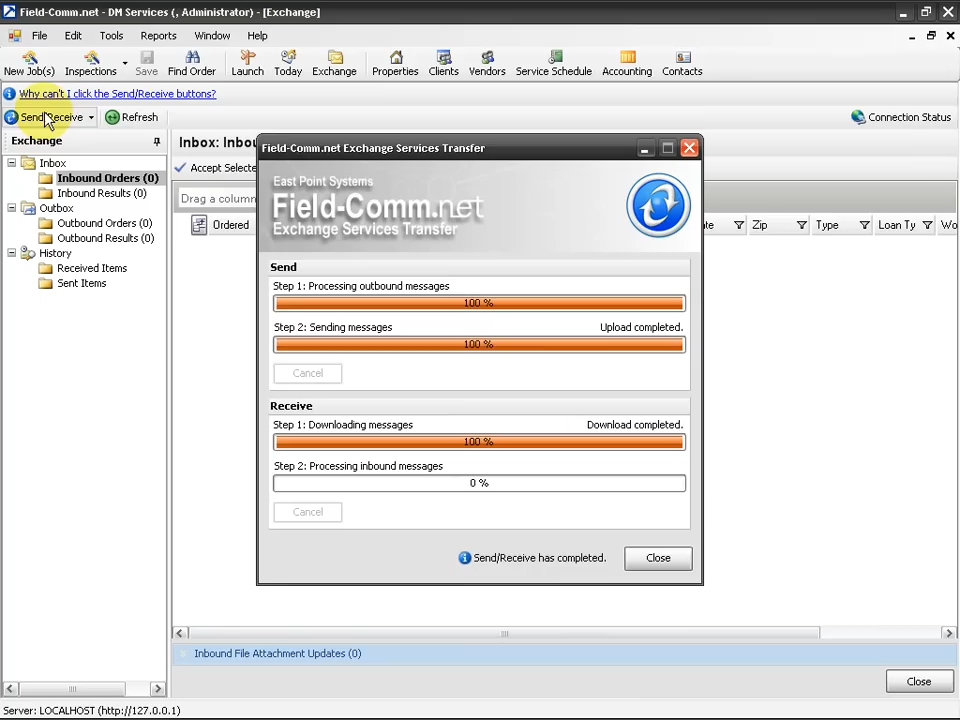 Field-Comm.net - DM Services (, Administrator) - [Exchange]
File Edit Tools Reports Window Help
New Job(s) Inspections Save Find Order Launch Today Exchange Properties Clients Vendors Service Schedule Accounting Contacts
Why can't I click the Send/Receive buttons?
Send/Receive Refresh Connection Status
Exchange
Inbox
Inbound Orders (0)
Inbound Results (0)
Outbox
Outbound Orders (0)
Outbound Results (0)
History
Received Items
Sent Items
Inbox:
Accept
Drag a
Ordered Zip Type Loan Ty
Field-Comm.net Exchange Services Transfer
East Point Systems
Field-Comm.net
Exchange Services Transfer
Send
Step 1: Processing outbound messages
100 %
Step 2: Sending messages Upload completed.
100 %
Cancel
Receive
Step 1: Downloading messages Download completed.
100 %
Step 2: Processing inbound messages
0 %
Cancel
Send/Receive has completed. Close
Inbound File Attachment Updates (0)
Close
Server: LOCALHOST (http://127.0.0.1)